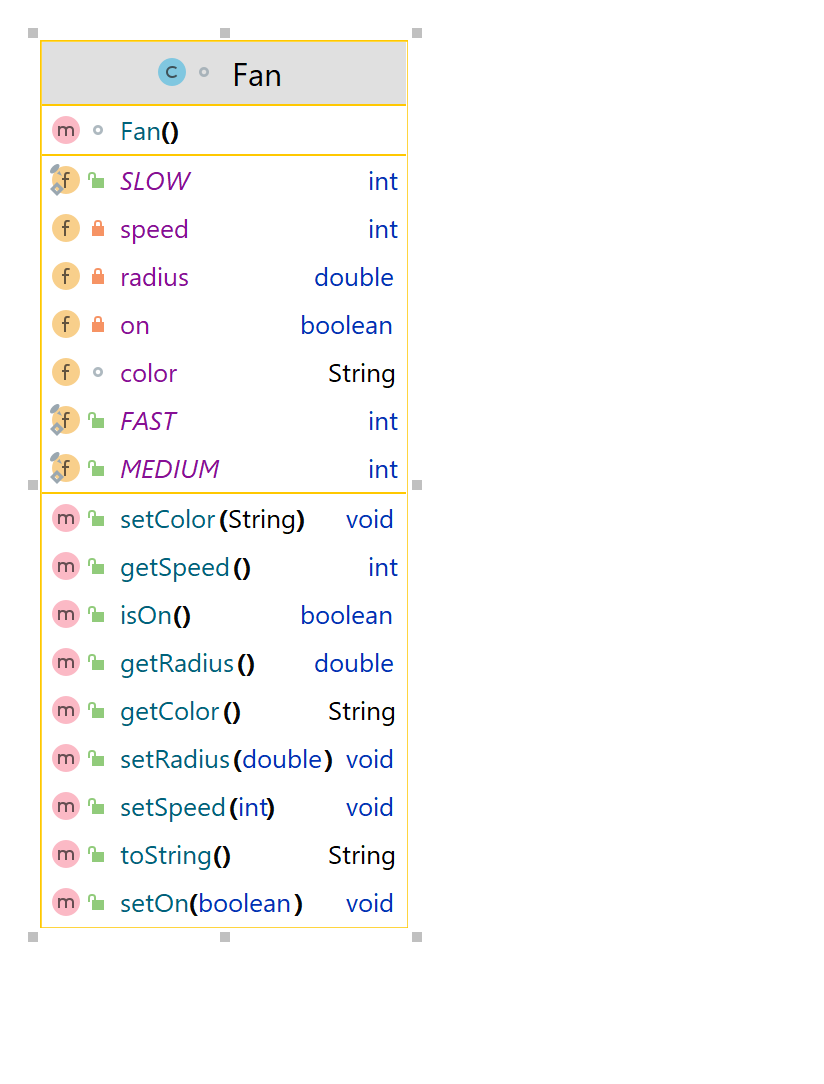 C Fan
m Fan()
f SLOW int
f speed int
f radius double
f on boolean
f color String
f FAST int
f MEDIUM int
m setColor(String) void
m getSpeed() int
m isOn() boolean
m getRadius() double
m getColor() String
m setRadius(double) void
m setSpeed(int) void
m toString() String
m setOn(boolean) void